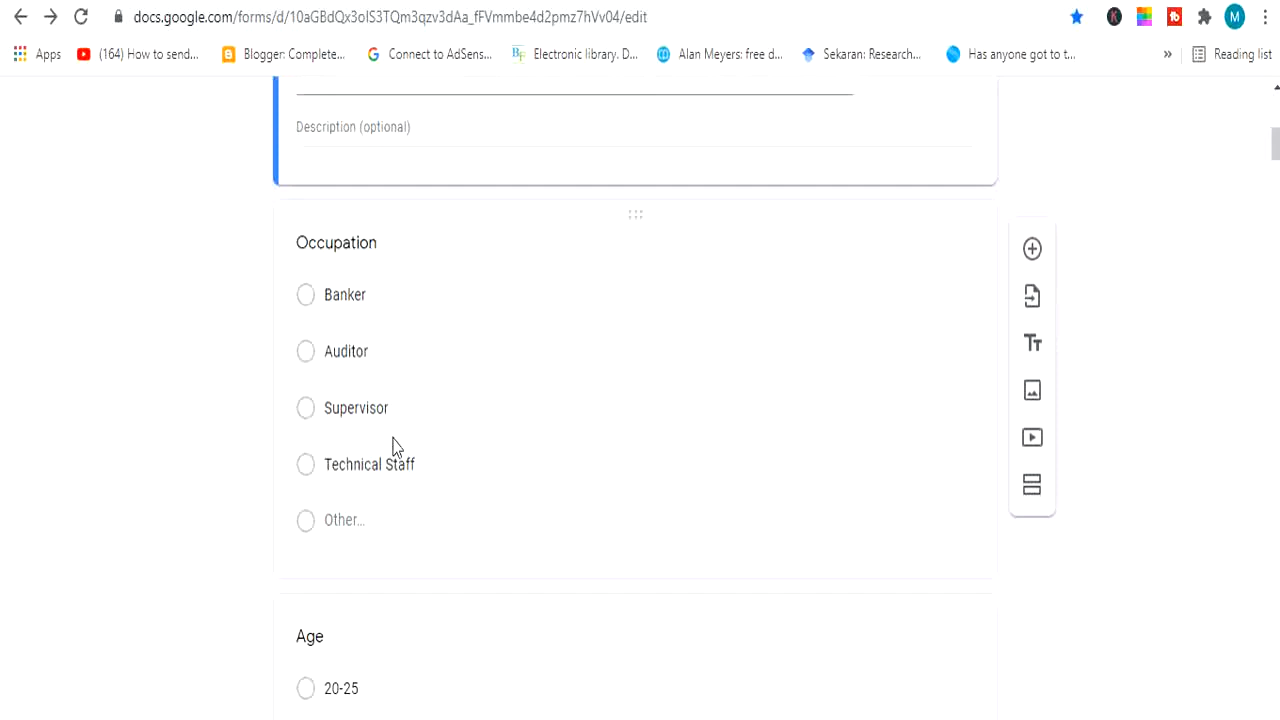 docs.google.com/forms/d/10aGBdQx3oIS3TQm3qzv3dAa_fFVmmbe4d2pmz7hVv04/edit
K
M
Apps
(164) How to send...
Blogger: Complete...
G
Connect to AdSens...
BF
Electronic library. D...
Alan Meyers: free d...
Sekaran: Research...
Has anyone got to t...
»
Reading list
Description (optional)
Occupation
Banker
Auditor
Supervisor
Technical Staff
Other...
Tт
Age
20-25